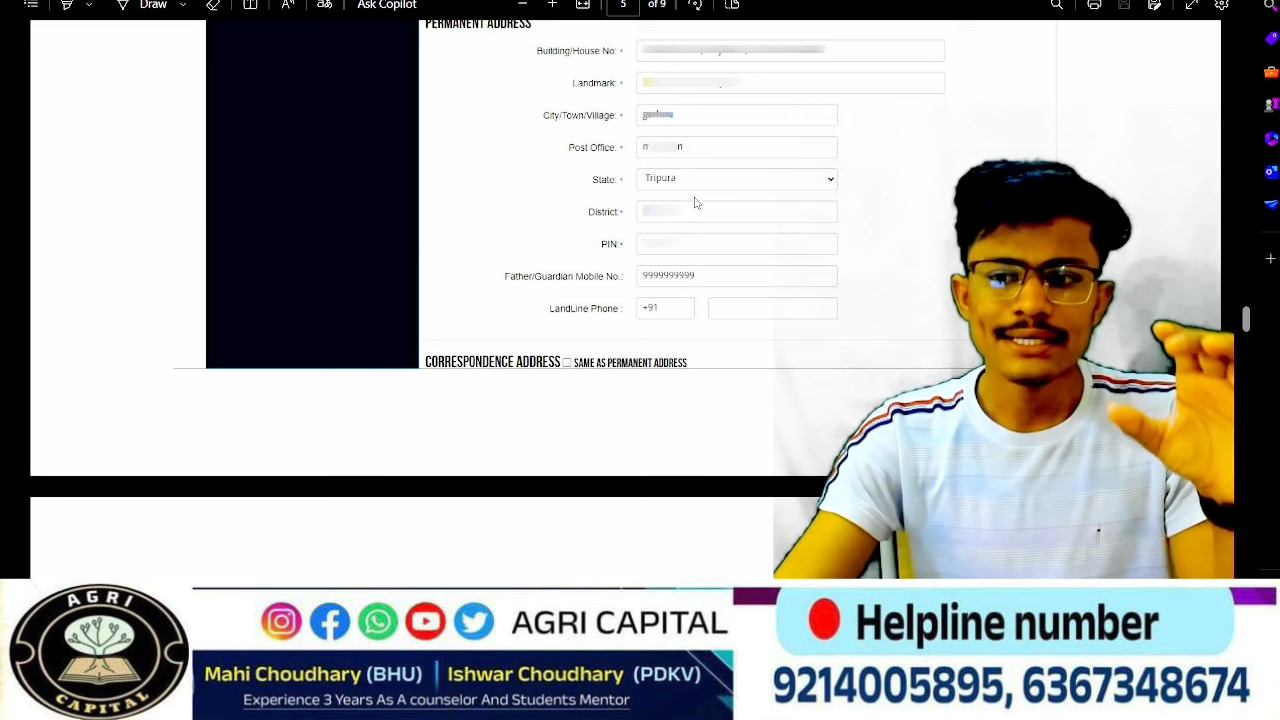 Draw
Ask Copilot
5 of 9
PERMANENT ADDRESS
Building/House No: *
Landmark: *
City/Town/Village: *
Post Office: *
State: * Tripura
District: *
PIN: *
Father/Guardian Mobile No.: 9999999999
LandLine Phone : +91
CORRESPONDENCE ADDRESS SAME AS PERMANENT ADDRESS
AGRI CAPITAL
AGRI CAPITAL
Mahi Choudhary (BHU) | Ishwar Choudhary (PDKV)
Experience 3 Years As A counselor And Students Mentor
Helpline number
9214005895, 6367348674